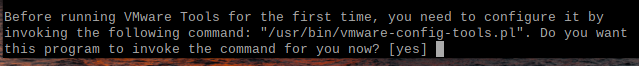 Before running VMware Tools for the first time, you need to configure it by
invoking the following command: "/usr/bin/vmware-config-tools.pl". Do you want
this program to invoke the command for you now? [yes]